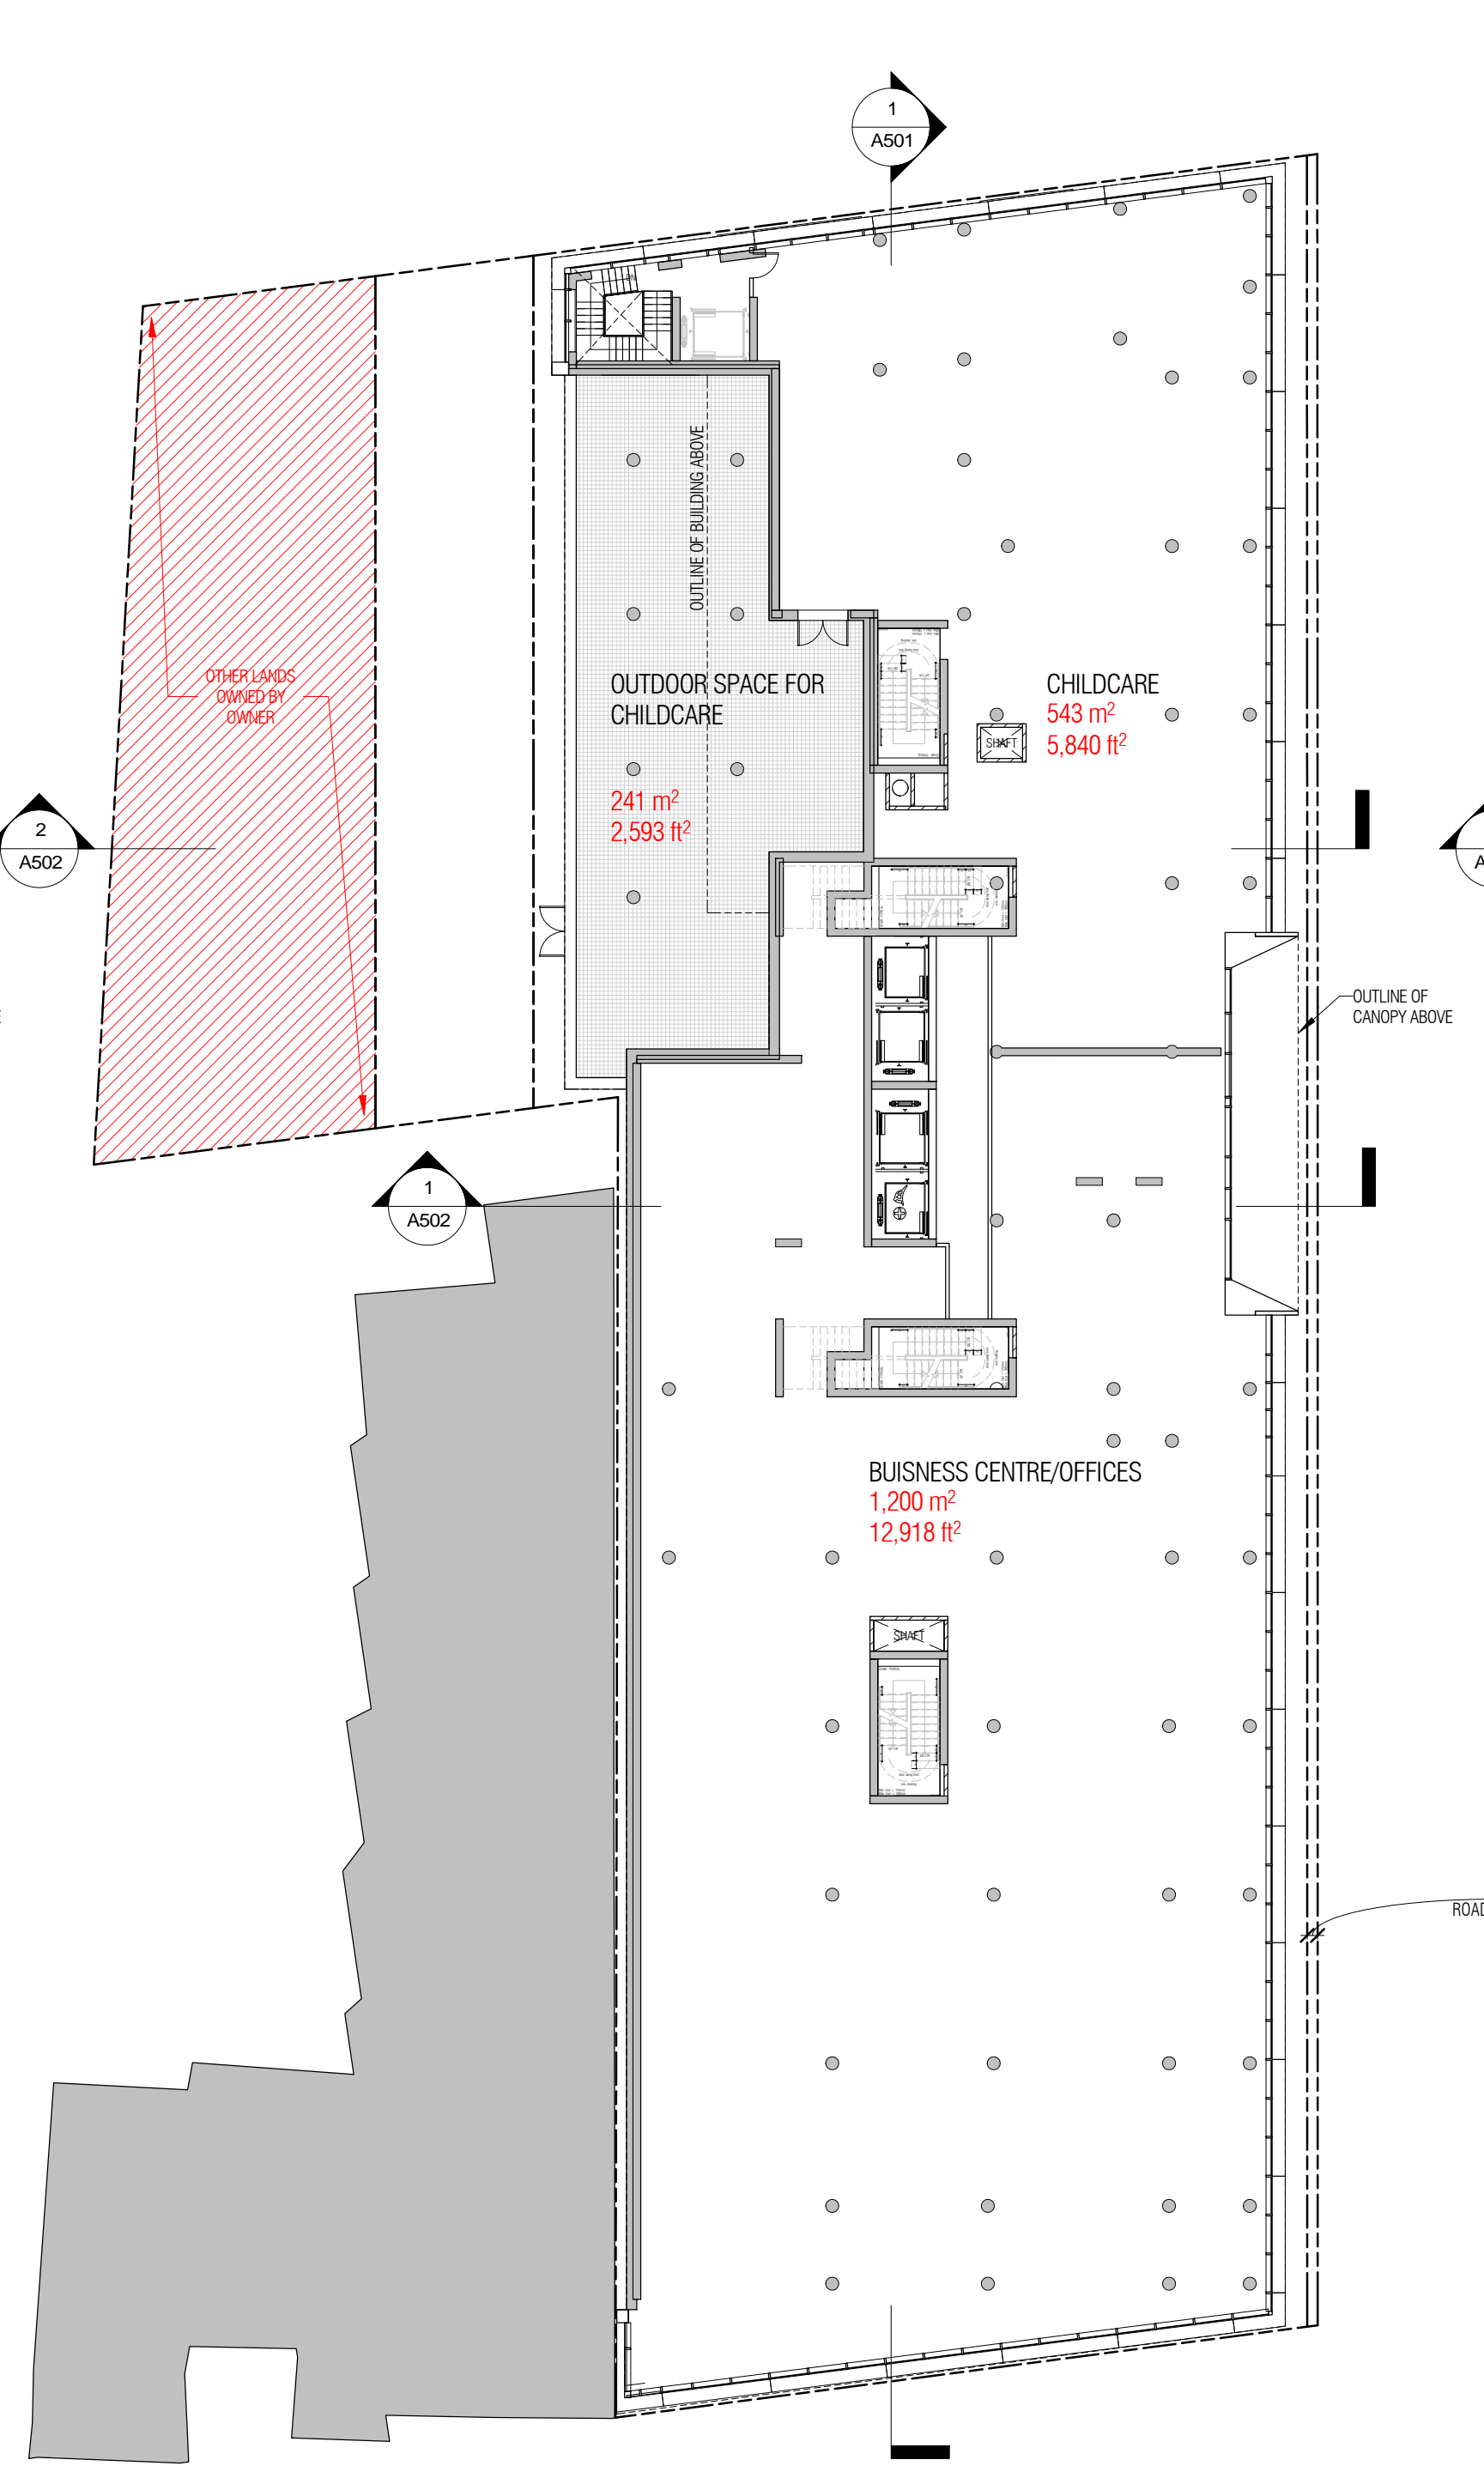 1
A501
DN
OUTLINE OF BUILDING ABOVE
OTHER LANDS
OWNED BY
OWNER
OUTDOOR SPACE FOR
CHILDCARE
241 m²
2,593 ft²
CHILDCARE
543 m²
5,840 ft²
SHAFT
2
A502
OUTLINE OF
CANOPY ABOVE
1
A502
BUISNESS CENTRE/OFFICES
1,200 m²
12,918 ft²
SHAFT